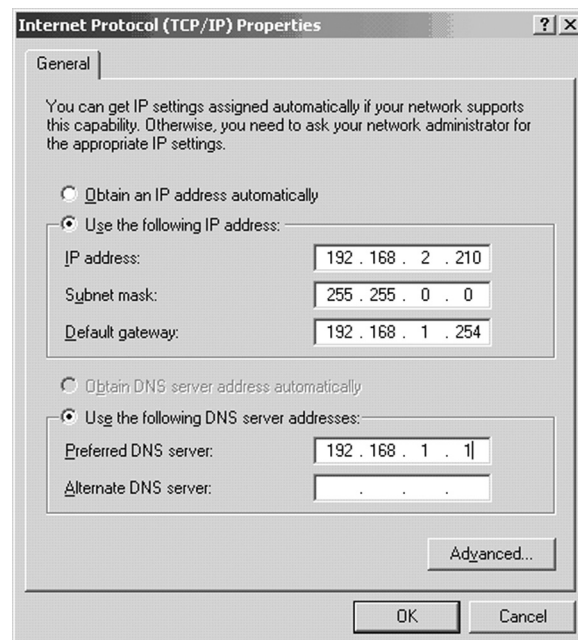 Internet Protocol (TCP/IP) Properties
General
You can get IP settings assigned automatically if your network supports
this capability. Otherwise, you need to ask your network administrator for
the appropriate IP settings.
Obtain an IP address automatically
Use the following IP address:
IP address: 192 . 168 . 2 . 210
Subnet mask: 255 . 255 . 0 . 0
Default gateway: 192 . 168 . 1 . 254
Obtain DNS server address automatically
Use the following DNS server addresses:
Preferred DNS server: 192 . 168 . 1 . 1
Alternate DNS server: . . .
Advanced...
OK Cancel